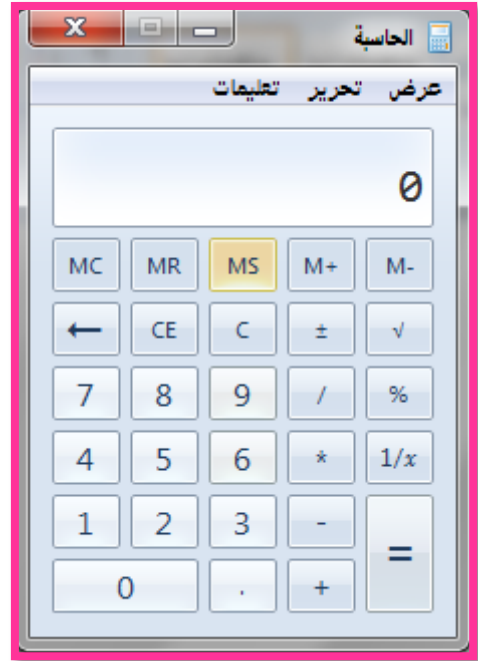 الحاسبة
عرض تحرير تعليمات
0
MC MR MS M+ M-
← CE C ± √
7 8 9 / %
4 5 6 * 1/x
1 2 3 - =
0 . +